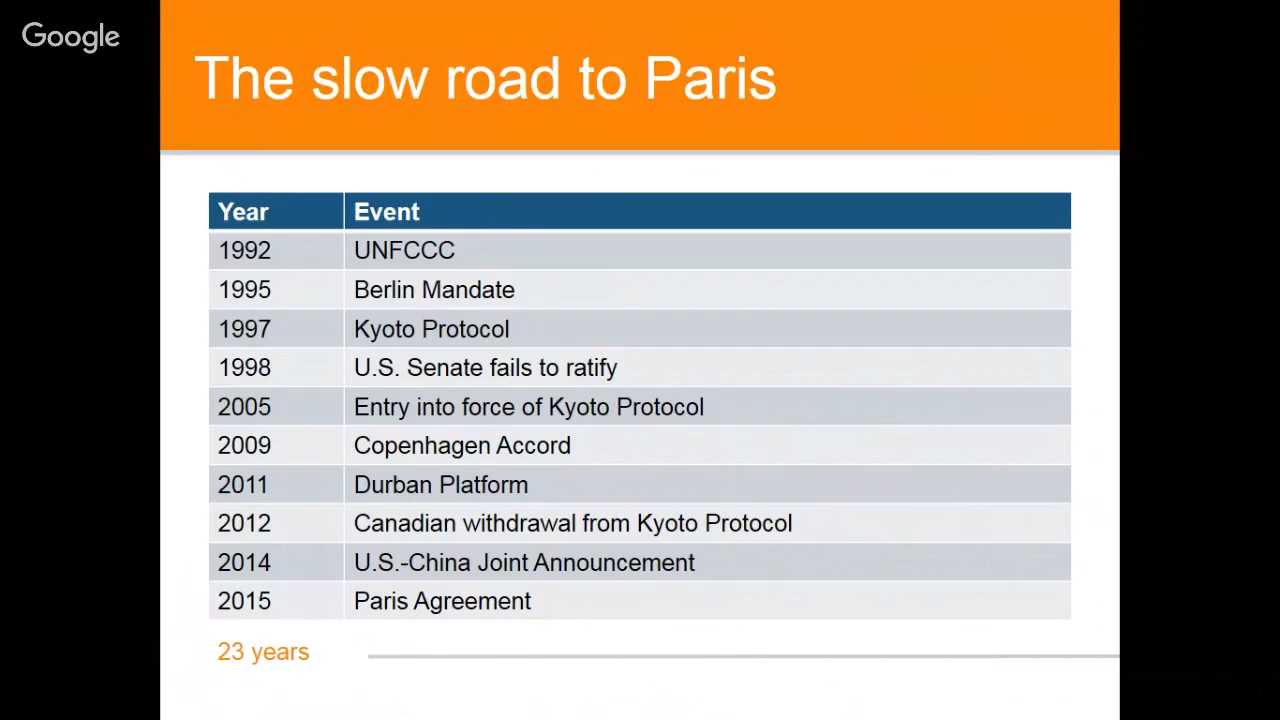 Google
The slow road to Paris
Year Event
1992 UNFCCC
1995 Berlin Mandate
1997 Kyoto Protocol
1998 U.S. Senate fails to ratify
2005 Entry into force of Kyoto Protocol
2009 Copenhagen Accord
2011 Durban Platform
2012 Canadian withdrawal from Kyoto Protocol
2014 U.S.-China Joint Announcement
2015 Paris Agreement
23 years